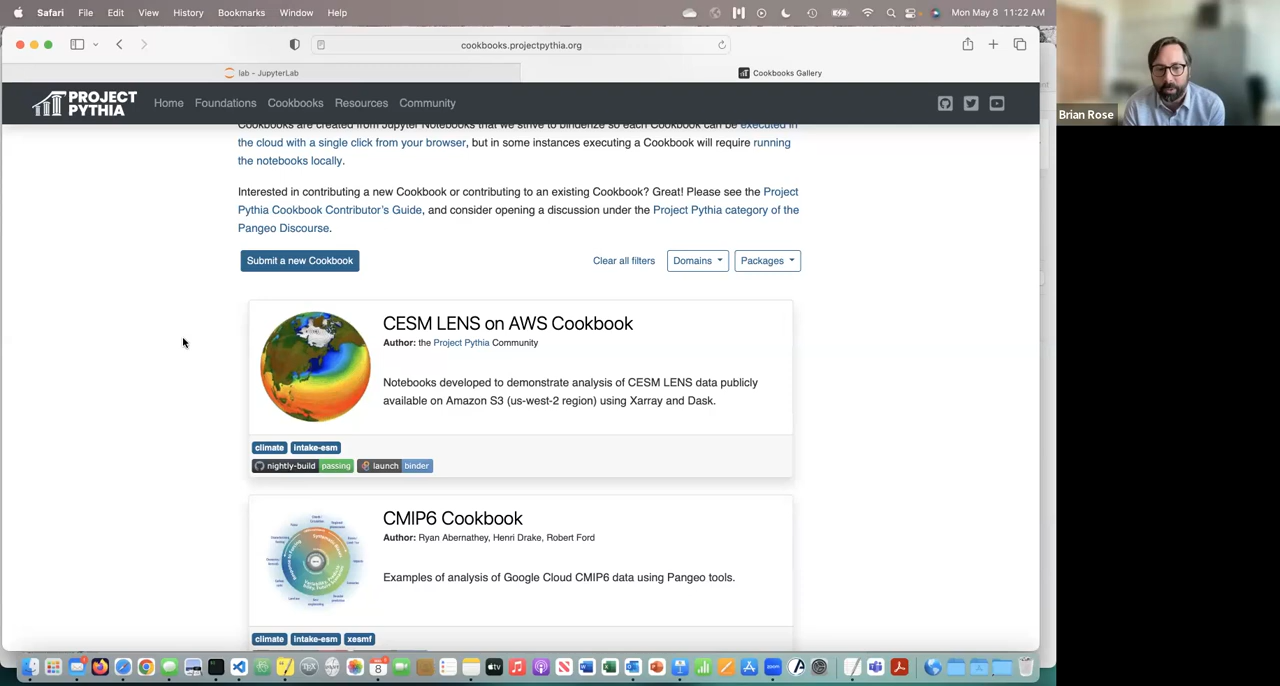 Safari File Edit View History Bookmarks Window Help Mon May 8 11:22 AM
cookbooks.projectpythia.org
lab - JupyterLab Cookbooks Gallery
PROJECT PYTHIA Home Foundations Cookbooks Resources Community
Cookbooks are created from Jupyter Notebooks that we strive to binderize so each Cookbook can be executed in
the cloud with a single click from your browser, but in some instances executing a Cookbook will require running
the notebooks locally.
Interested in contributing a new Cookbook or contributing to an existing Cookbook? Great! Please see the Project
Pythia Cookbook Contributor's Guide, and consider opening a discussion under the Project Pythia category of the
Pangeo Discourse.
Submit a new Cookbook Clear all filters Domains Packages
CESM LENS on AWS Cookbook
Author: the Project Pythia Community
Notebooks developed to demonstrate analysis of CESM LENS data publicly
available on Amazon S3 (us-west-2 region) using Xarray and Dask.
climate intake-esm
nightly-build passing launch binder
CMIP6 Cookbook
Author: Ryan Abernathey, Henri Drake, Robert Ford
Examples of analysis of Google Cloud CMIP6 data using Pangeo tools.
climate intake-esm xesmf
Brian Rose